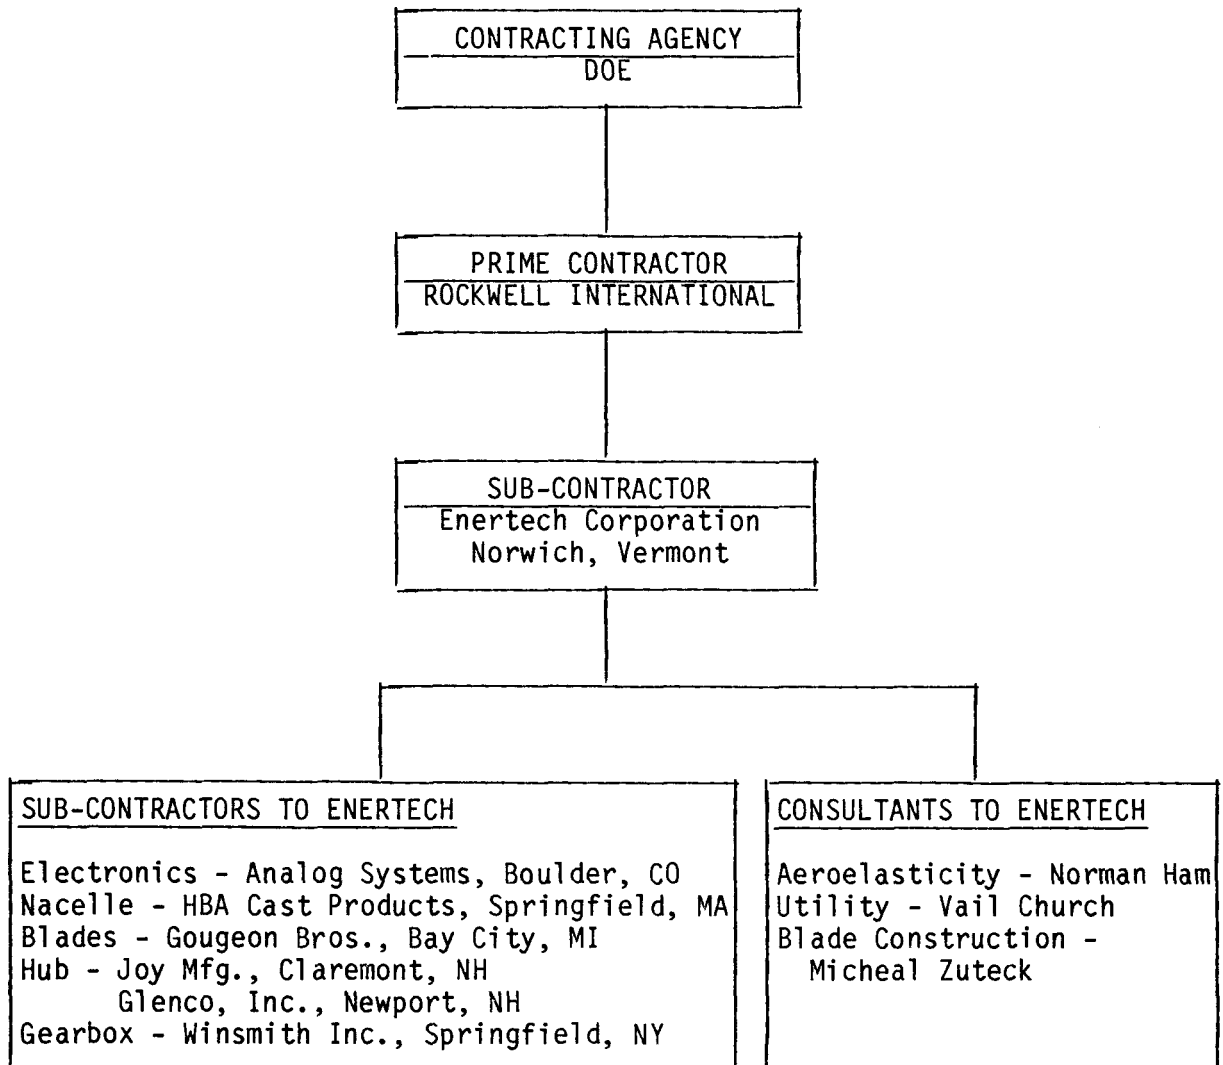 CONTRACTING AGENCY
DOE
PRIME CONTRACTOR
ROCKWELL INTERNATIONAL
SUB-CONTRACTOR
Enertech Corporation
Norwich, Vermont
SUB-CONTRACTORS TO ENERTECH
Electronics - Analog Systems, Boulder, CO
Nacelle - HBA Cast Products, Springfield, MA
Blades - Gougeon Bros., Bay City, MI
Hub - Joy Mfg., Claremont, NH
Glenco, Inc., Newport, NH
Gearbox - Winsmith Inc., Springfield, NY
CONSULTANTS TO ENERTECH
Aeroelasticity - Norman Ham
Utility - Vail Church
Blade Construction -
Micheal Zuteck